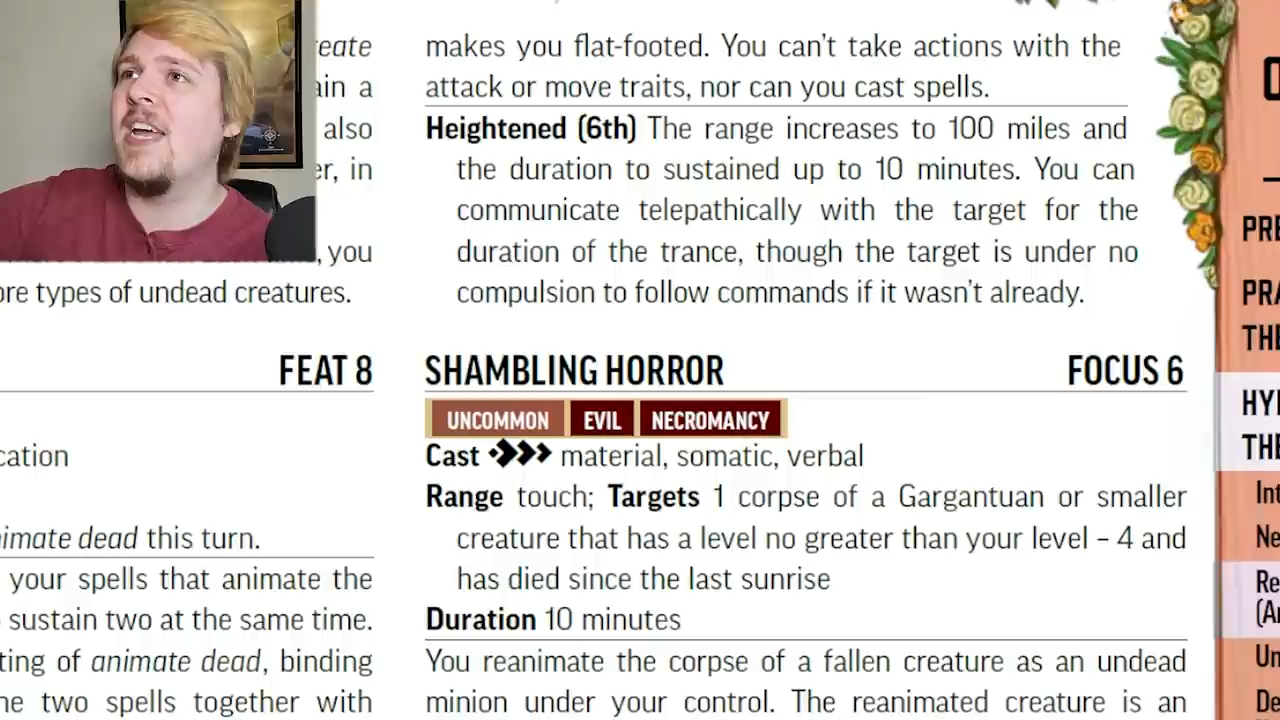 eate
ain a
also
er, in
, you
ore types of undead creatures.
FEAT 8
cation
nimate dead this turn.
your spells that animate the
sustain two at the same time.
ting of animate dead, binding
ne two spells together with
makes you flat-footed. You can't take actions with the
attack or move traits, nor can you cast spells.
Heightened (6th) The range increases to 100 miles and
the duration to sustained up to 10 minutes. You can
communicate telepathically with the target for the
duration of the trance, though the target is under no
compulsion to follow commands if it wasn't already.
SHAMBLING HORROR FOCUS 6
UNCOMMON EVIL NECROMANCY
Cast material, somatic, verbal
Range touch; Targets 1 corpse of a Gargantuan or smaller
creature that has a level no greater than your level – 4 and
has died since the last sunrise
Duration 10 minutes
You reanimate the corpse of a fallen creature as an undead
minion under your control. The reanimated creature is an
PRE
PRA
THE
HY
THE
Int
Ne
Re
(A
Un
De